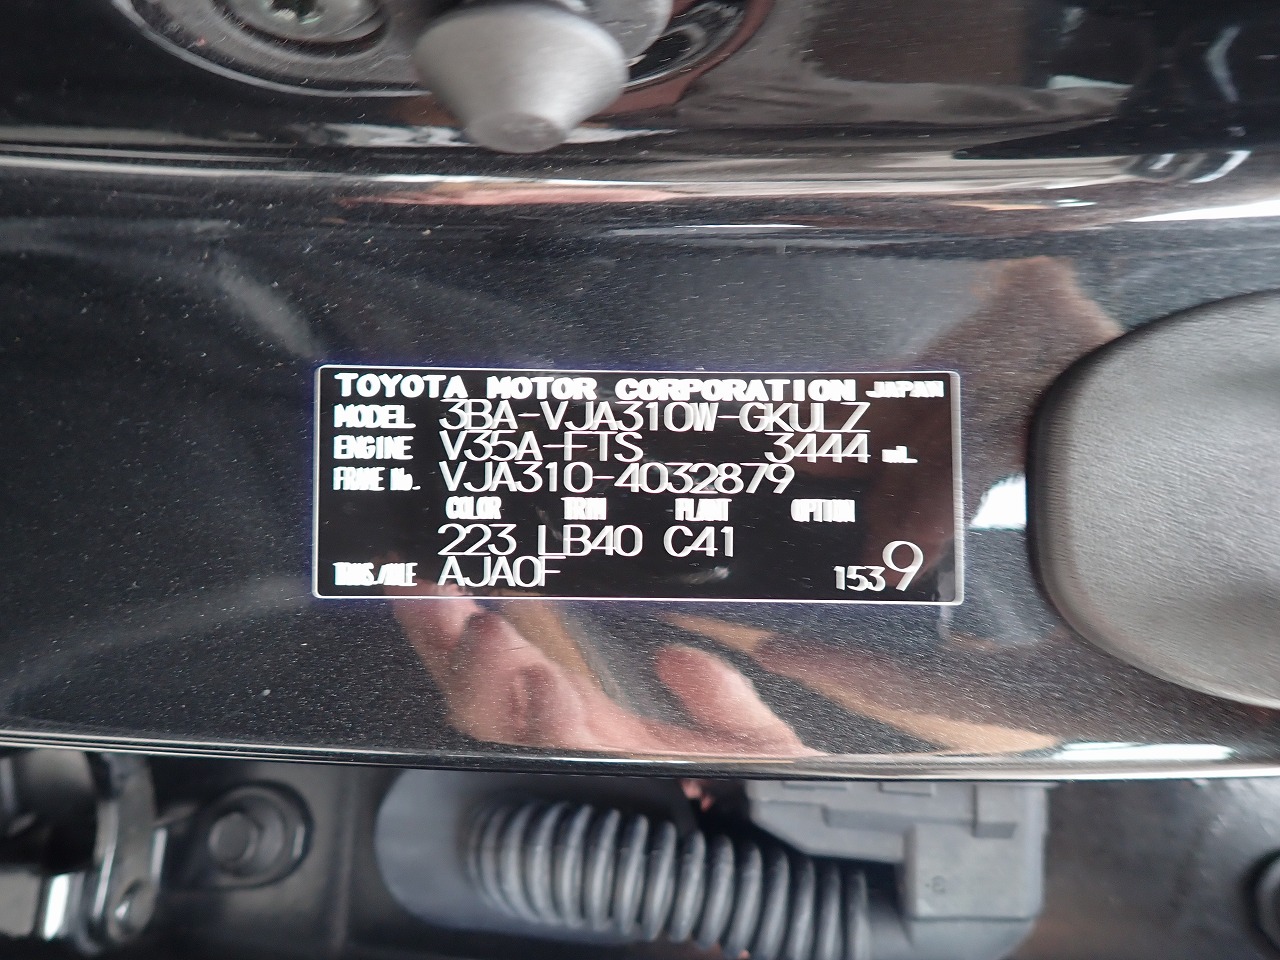 TOYOTA MOTOR CORPORATION JAPAN
MODEL 3BA-VJA310W-GKULZ
ENGINE V35A-FTS 3444 mL
FRAME No. VJA310-4032879
COLOR TRIM PLANT OPTION
223 LB40 C41
TRNS/AXLE AJA0F 1539